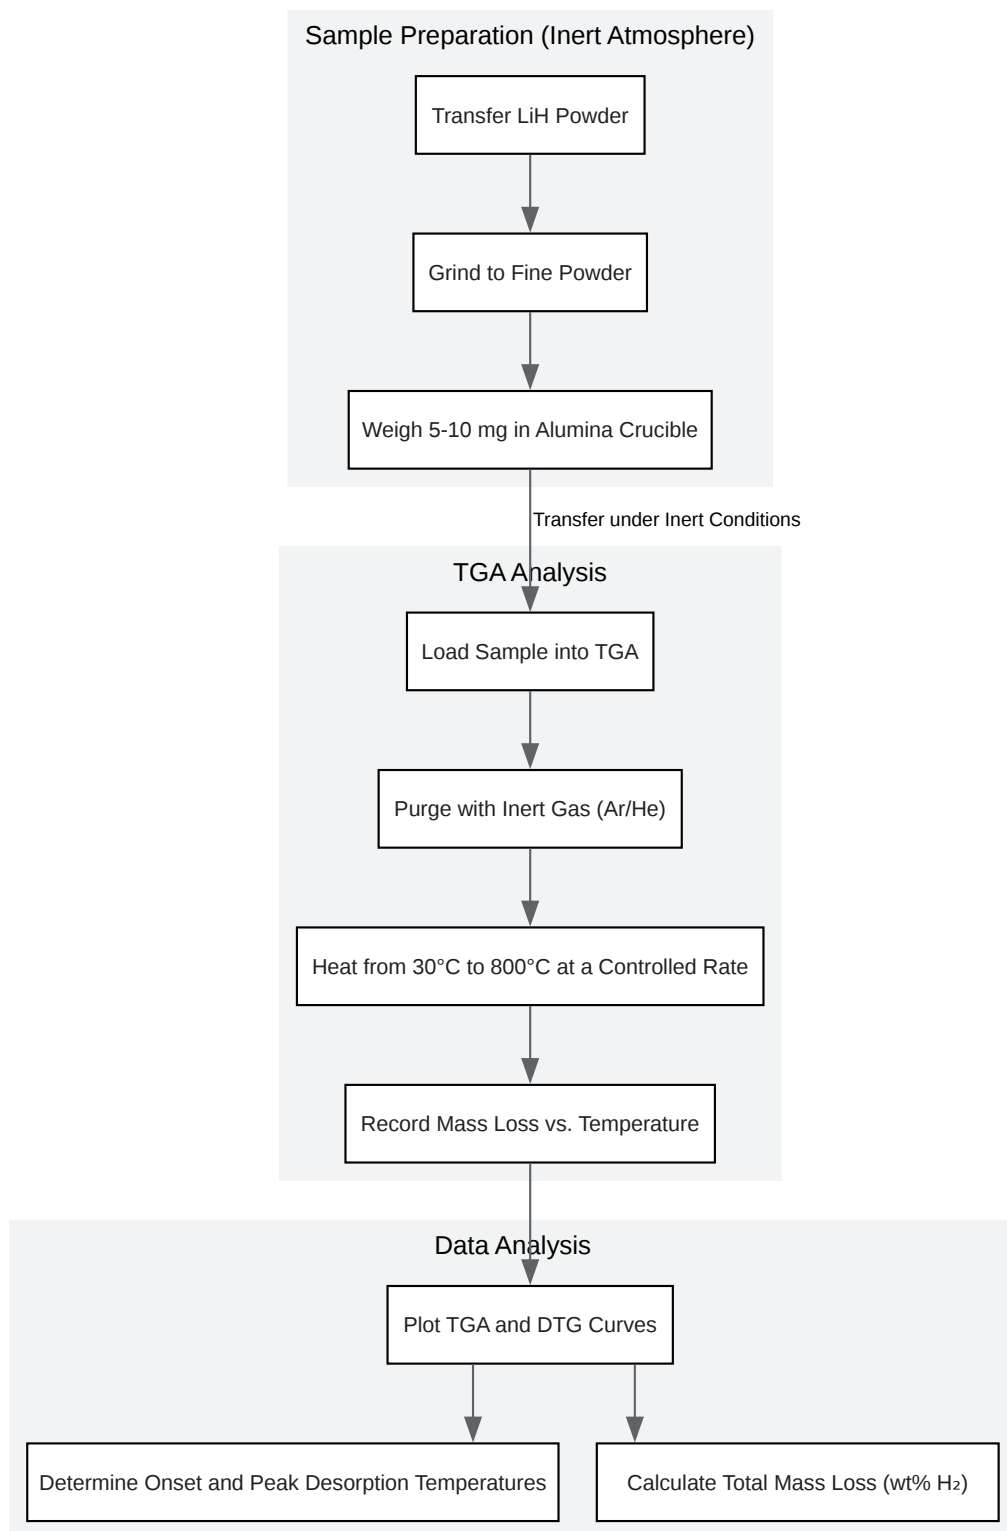 Sample Preparation (Inert Atmosphere)
Transfer LiH Powder
Grind to Fine Powder
Weigh 5-10 mg in Alumina Crucible
Transfer under Inert Conditions
TGA Analysis
Load Sample into TGA
Purge with Inert Gas (Ar/He)
Heat from 30°C to 800°C at a Controlled Rate
Record Mass Loss vs. Temperature
Data Analysis
Plot TGA and DTG Curves
Determine Onset and Peak Desorption Temperatures
Calculate Total Mass Loss (wt% H₂)